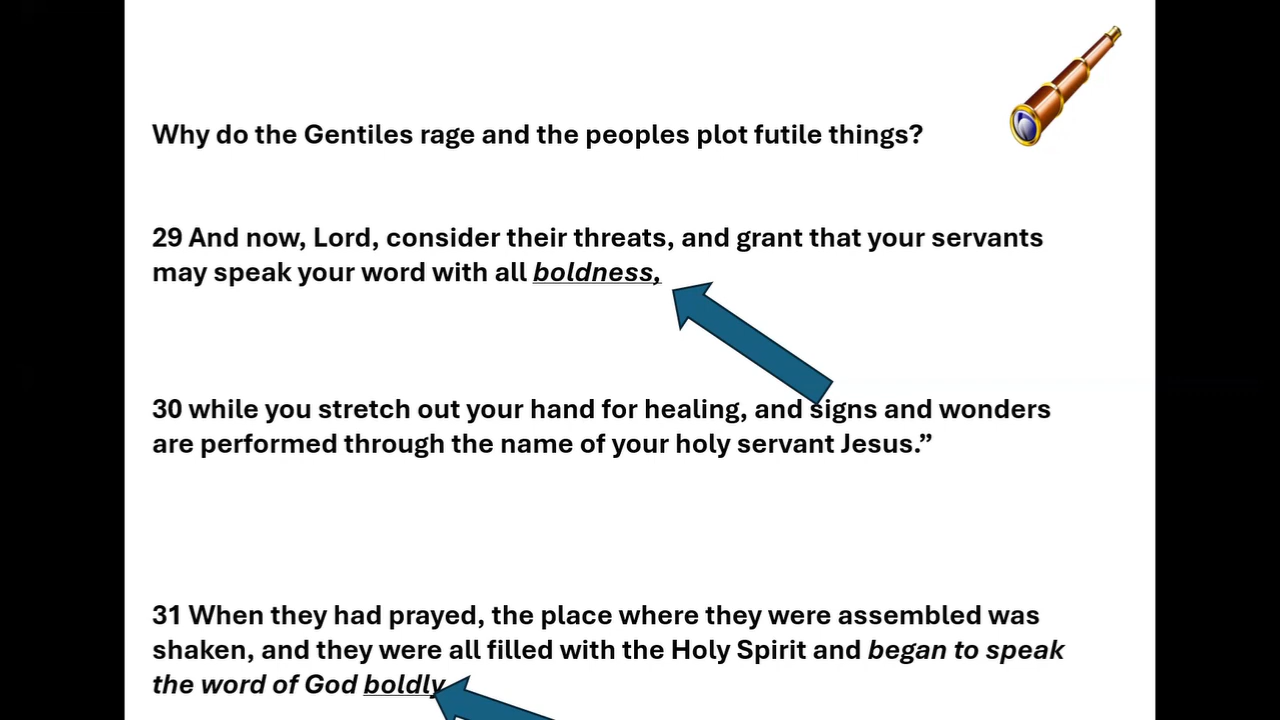 Why do the Gentiles rage and the peoples plot futile things?
29 And now, Lord, consider their threats, and grant that your servants
may speak your word with all boldness,
30 while you stretch out your hand for healing, and signs and wonders
are performed through the name of your holy servant Jesus.”
31 When they had prayed, the place where they were assembled was
shaken, and they were all filled with the Holy Spirit and began to speak
the word of God boldly